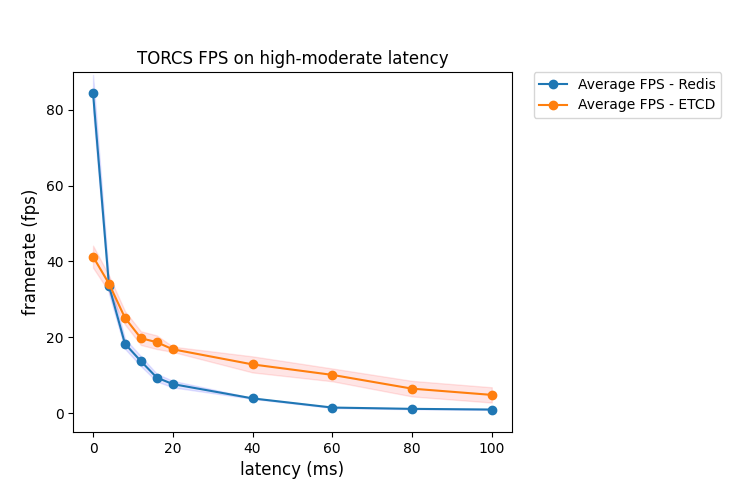 TORCS FPS on high-moderate latency
Average FPS - Redis
Average FPS - ETCD
framerate (fps)
80
60
40
20
0
0 20 40 60 80 100
latency (ms)